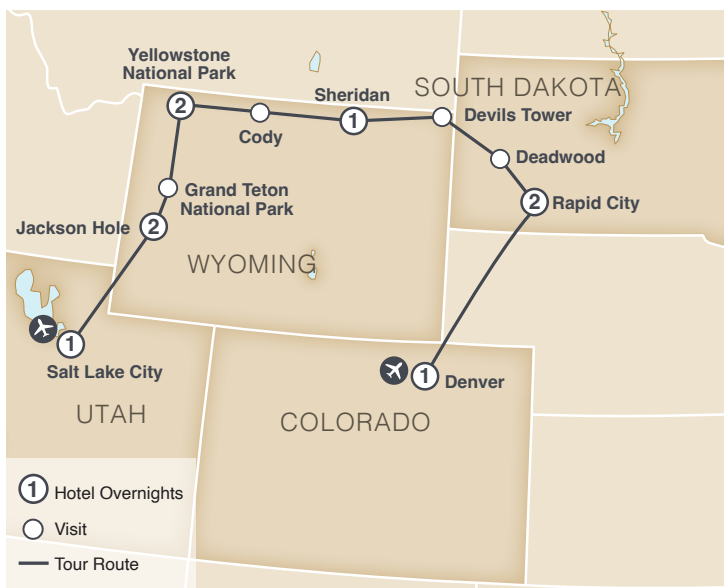 Yellowstone
National Park
2
Cody
Sheridan
1
SOUTH DAKOTA
Devils Tower
Deadwood
2
Rapid City
Grand Teton
National Park
Jackson Hole
2
WYOMING
1
Salt Lake City
UTAH
1
Denver
COLORADO
1 Hotel Overnights
Visit
Tour Route